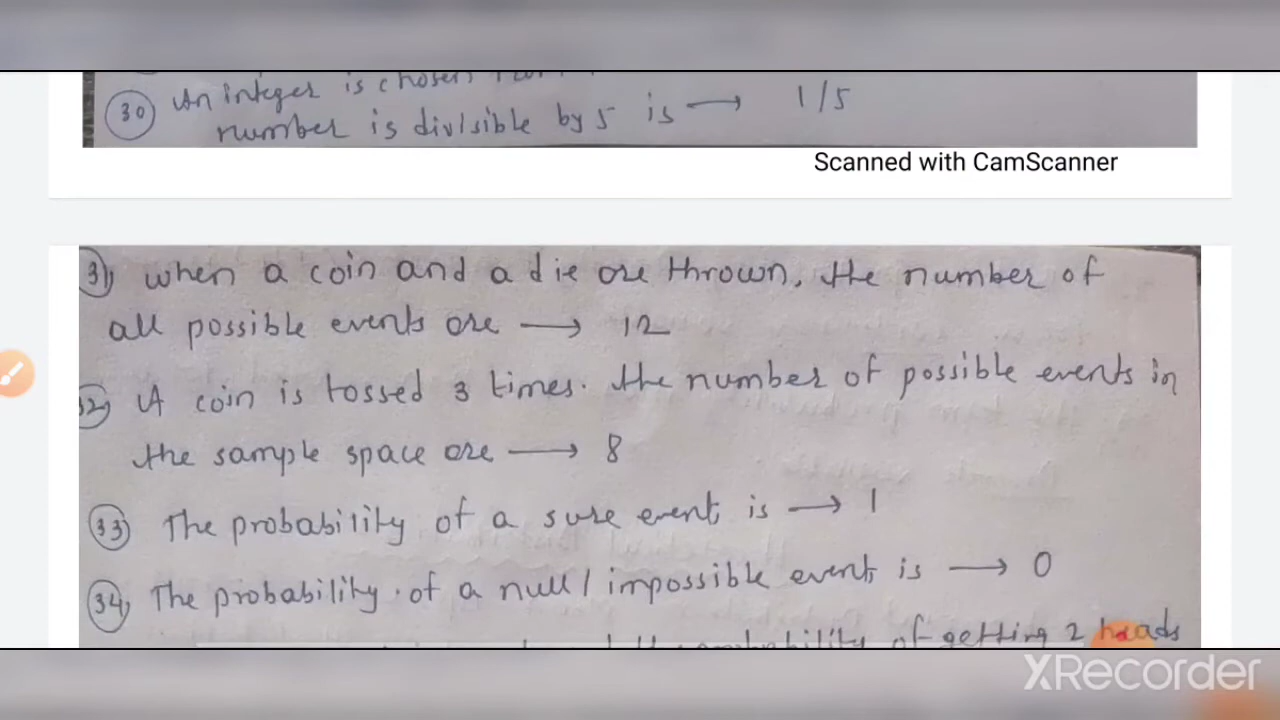 30) An integer is chosen
number is divisible by 5 is → 1/5
Scanned with CamScanner
31) when a coin and a die are thrown, the number of
all possible events are → 12
32) A coin is tossed 3 times. The number of possible events in
the sample space are → 8
33) The probability of a sure event is → 1
34) The probability of a null / impossible event is → 0
probability of getting 2 heads
XRecorder